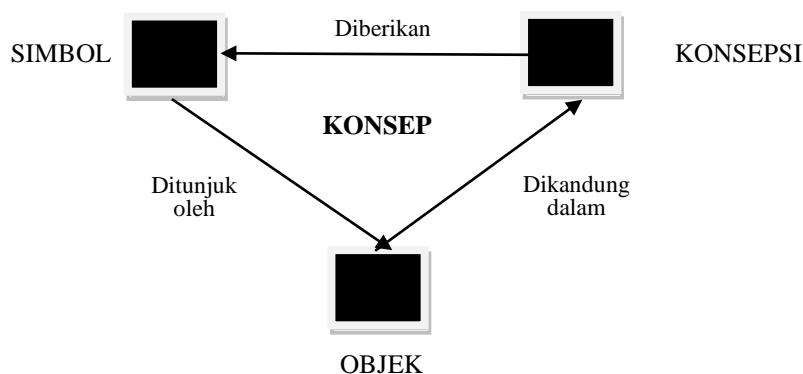 Diberikan
SIMBOL
KONSEPSI
KONSEP
Ditunjuk
oleh
Dikandung
dalam
OBJEK